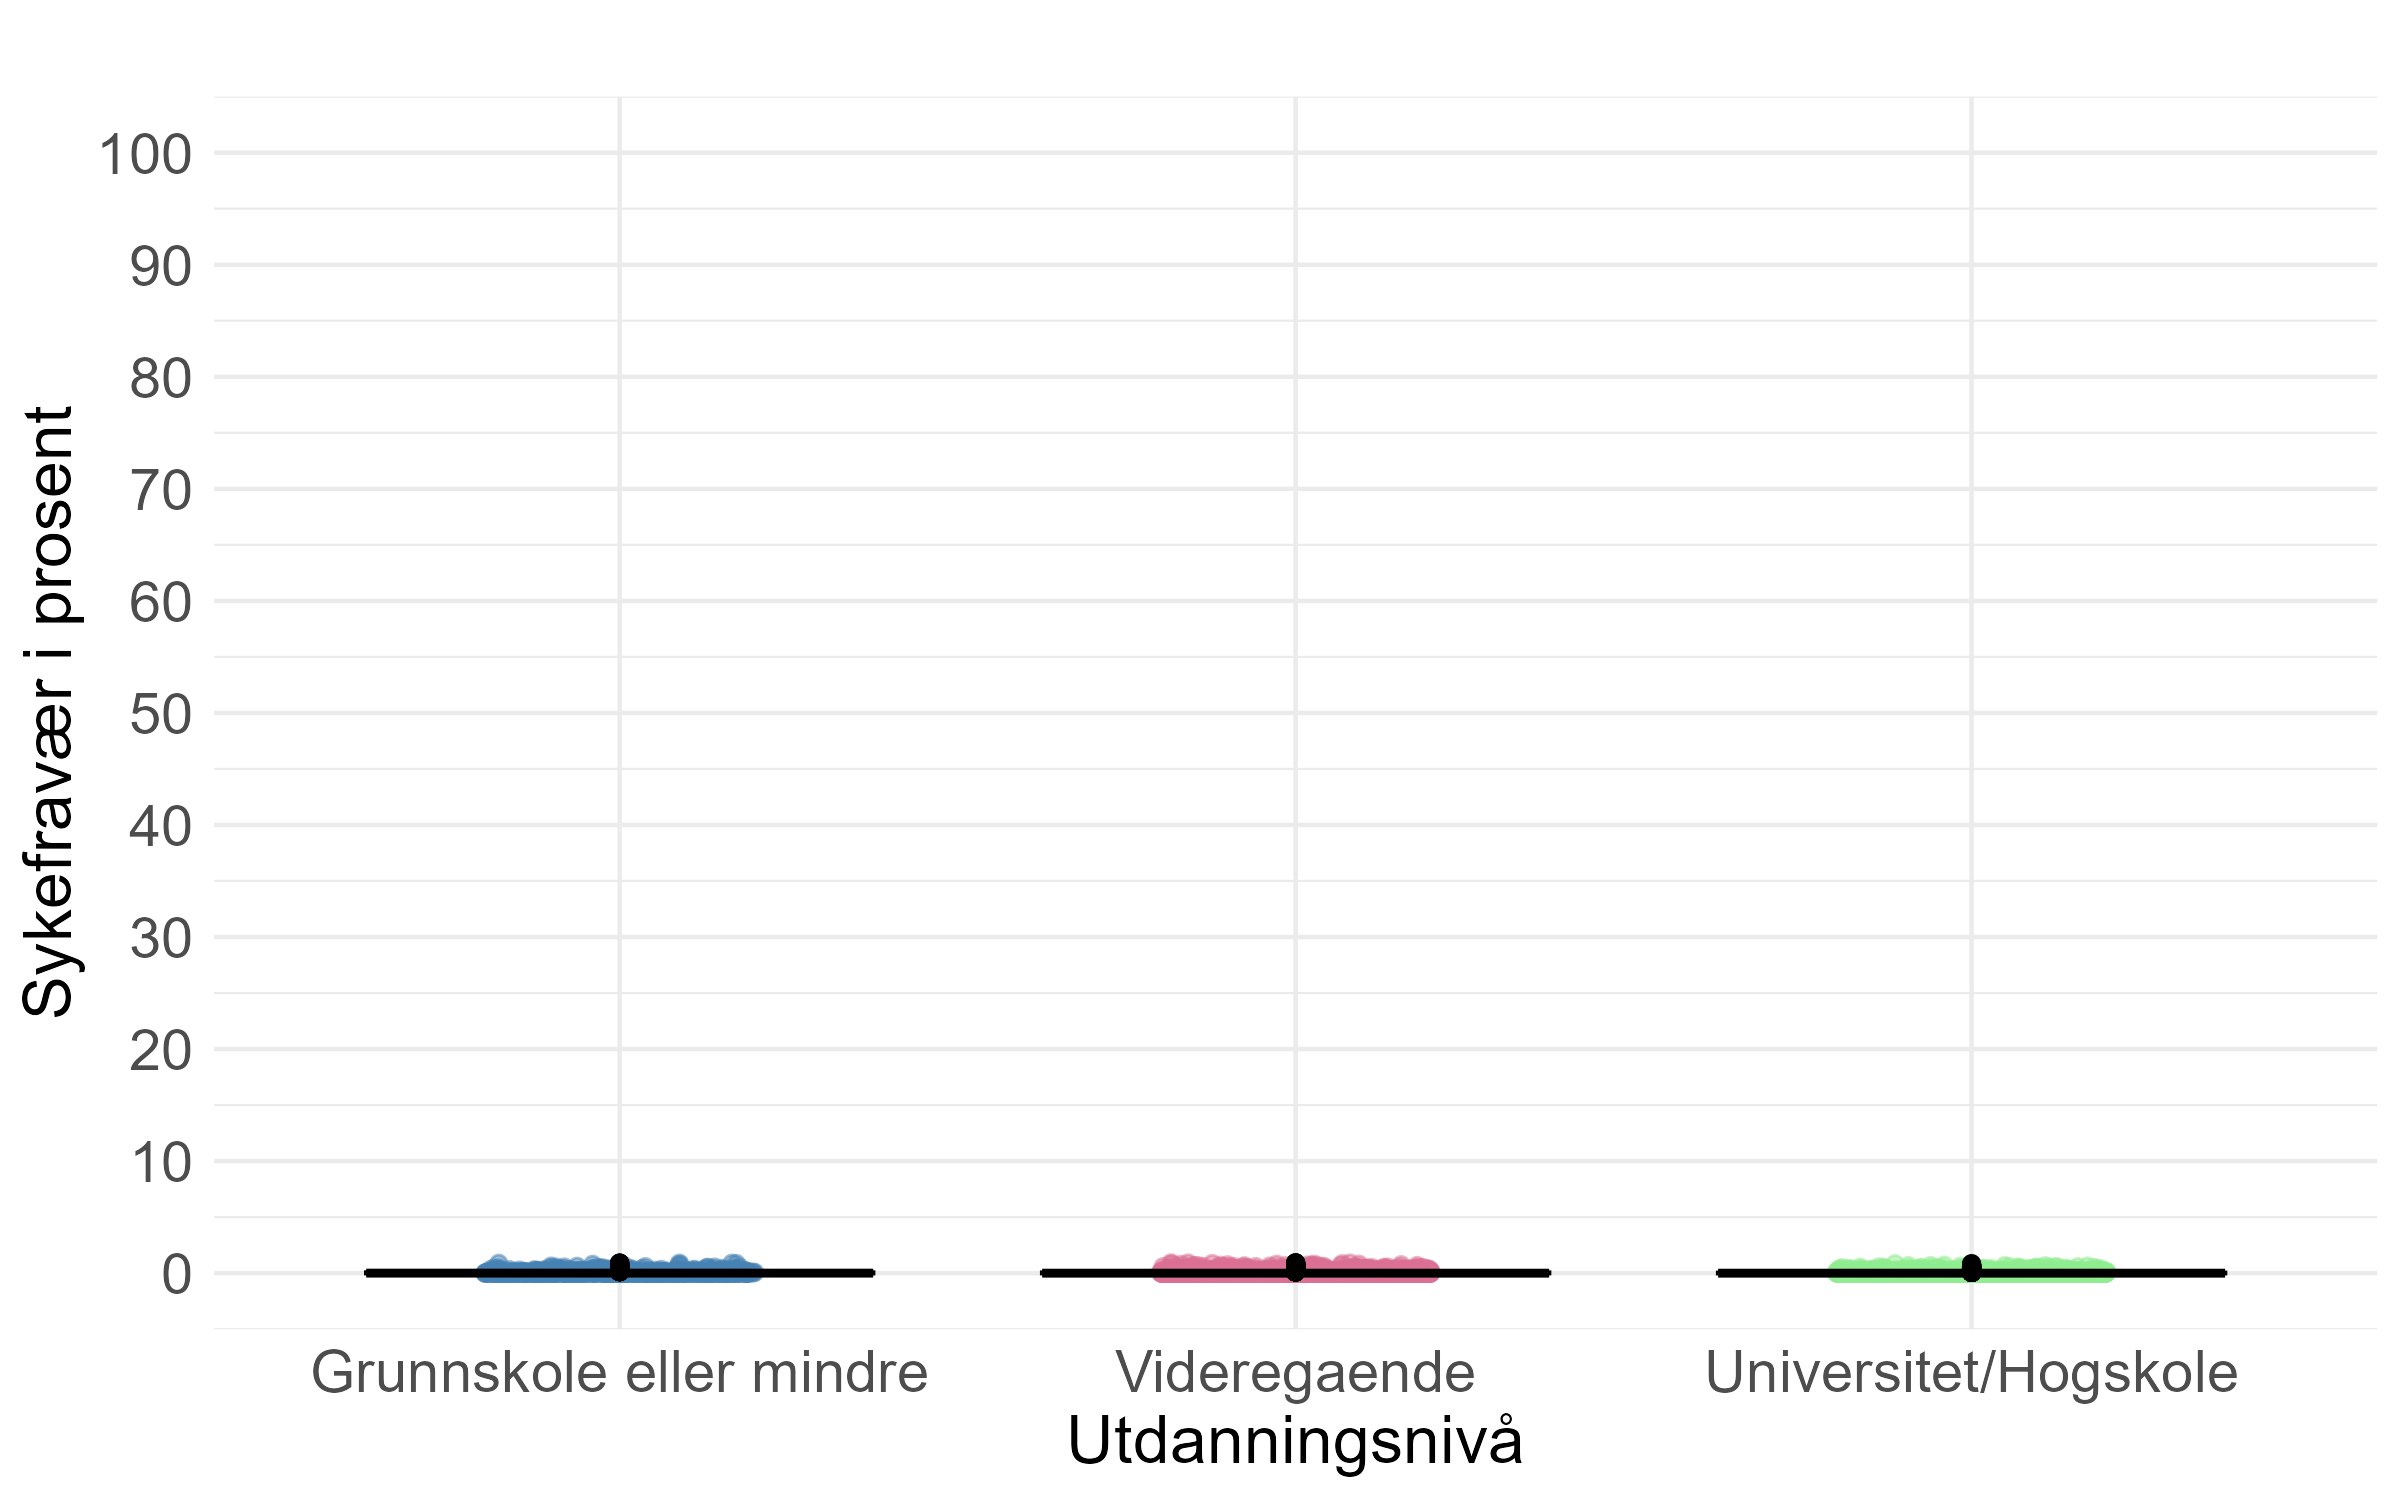 Sykefravær i prosent
100
90
80
70
60
50
40
30
20
10
0
Grunnskole eller mindre
Videregaende
Universitet/Hogskole
Utdanningsnivå